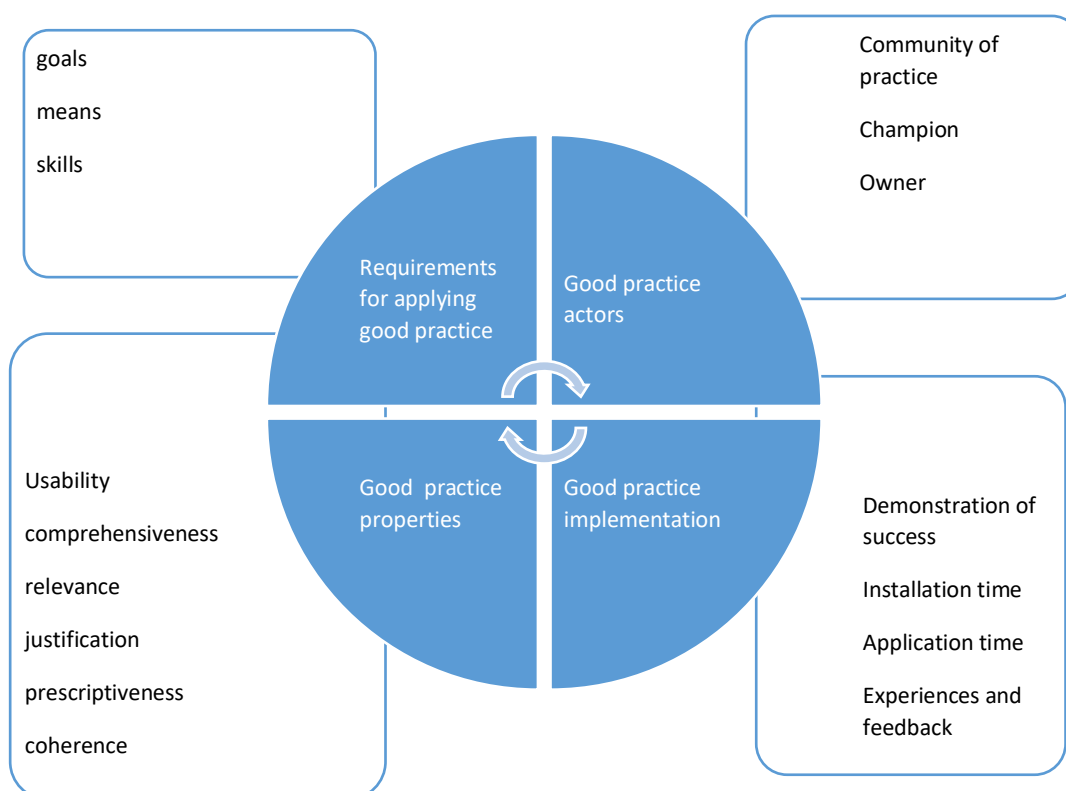 goals
means
skills
Community of
practice
Champion
Owner
Requirements
for applying
good practice
Good practice
actors
Good  practice
properties
Good practice
implementation
Usability
comprehensiveness
relevance
justification
prescriptiveness
coherence
Demonstration of
success
Installation time
Application time
Experiences and
feedback